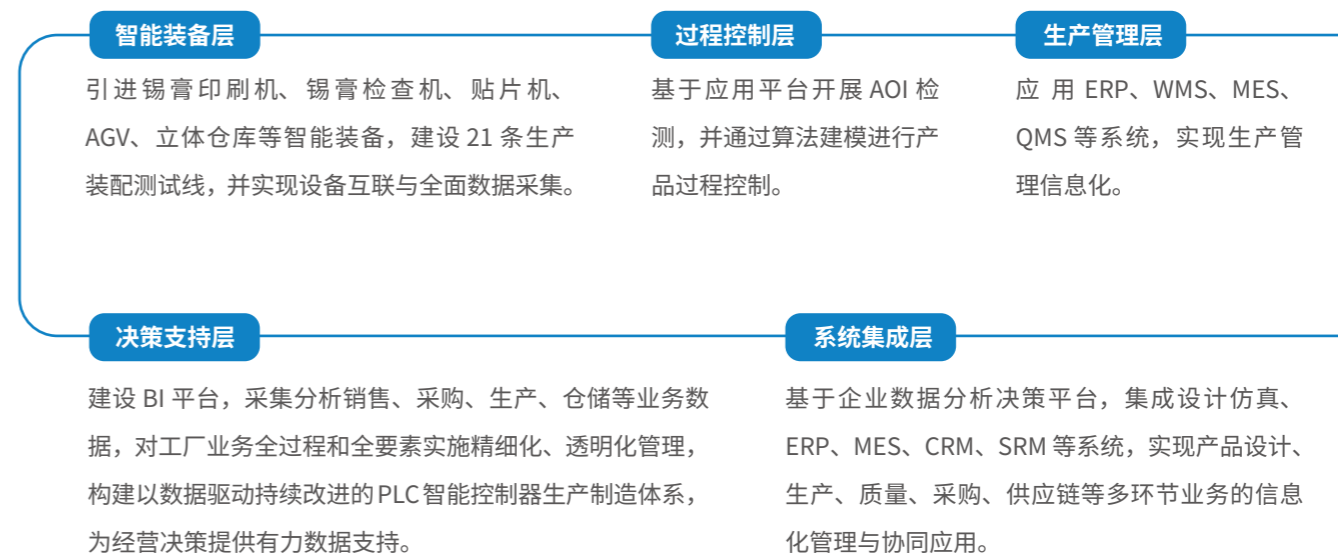 智能装备层
引进锡膏印刷机、锡膏检查机、贴片机、
AGV、立体仓库等智能装备，建设 21 条生产
装配测试线，并实现设备互联与全面数据采集。
过程控制层
基于应用平台开展 AOI 检
测，并通过算法建模进行产
品过程控制。
生产管理层
应用 ERP、WMS、MES、
QMS 等系统，实现生产管
理信息化。
决策支持层
建设 BI 平台，采集分析销售、采购、生产、仓储等业务数
据，对工厂业务全过程和全要素实施精细化、透明化管理，
构建以数据驱动持续改进的 PLC 智能控制器生产制造体系，
为经营决策提供有力数据支持。
系统集成层
基于企业数据分析决策平台，集成设计仿真、
ERP、MES、CRM、SRM 等系统，实现产品设计、
生产、质量、采购、供应链等多环节业务的信息
化管理与协同应用。